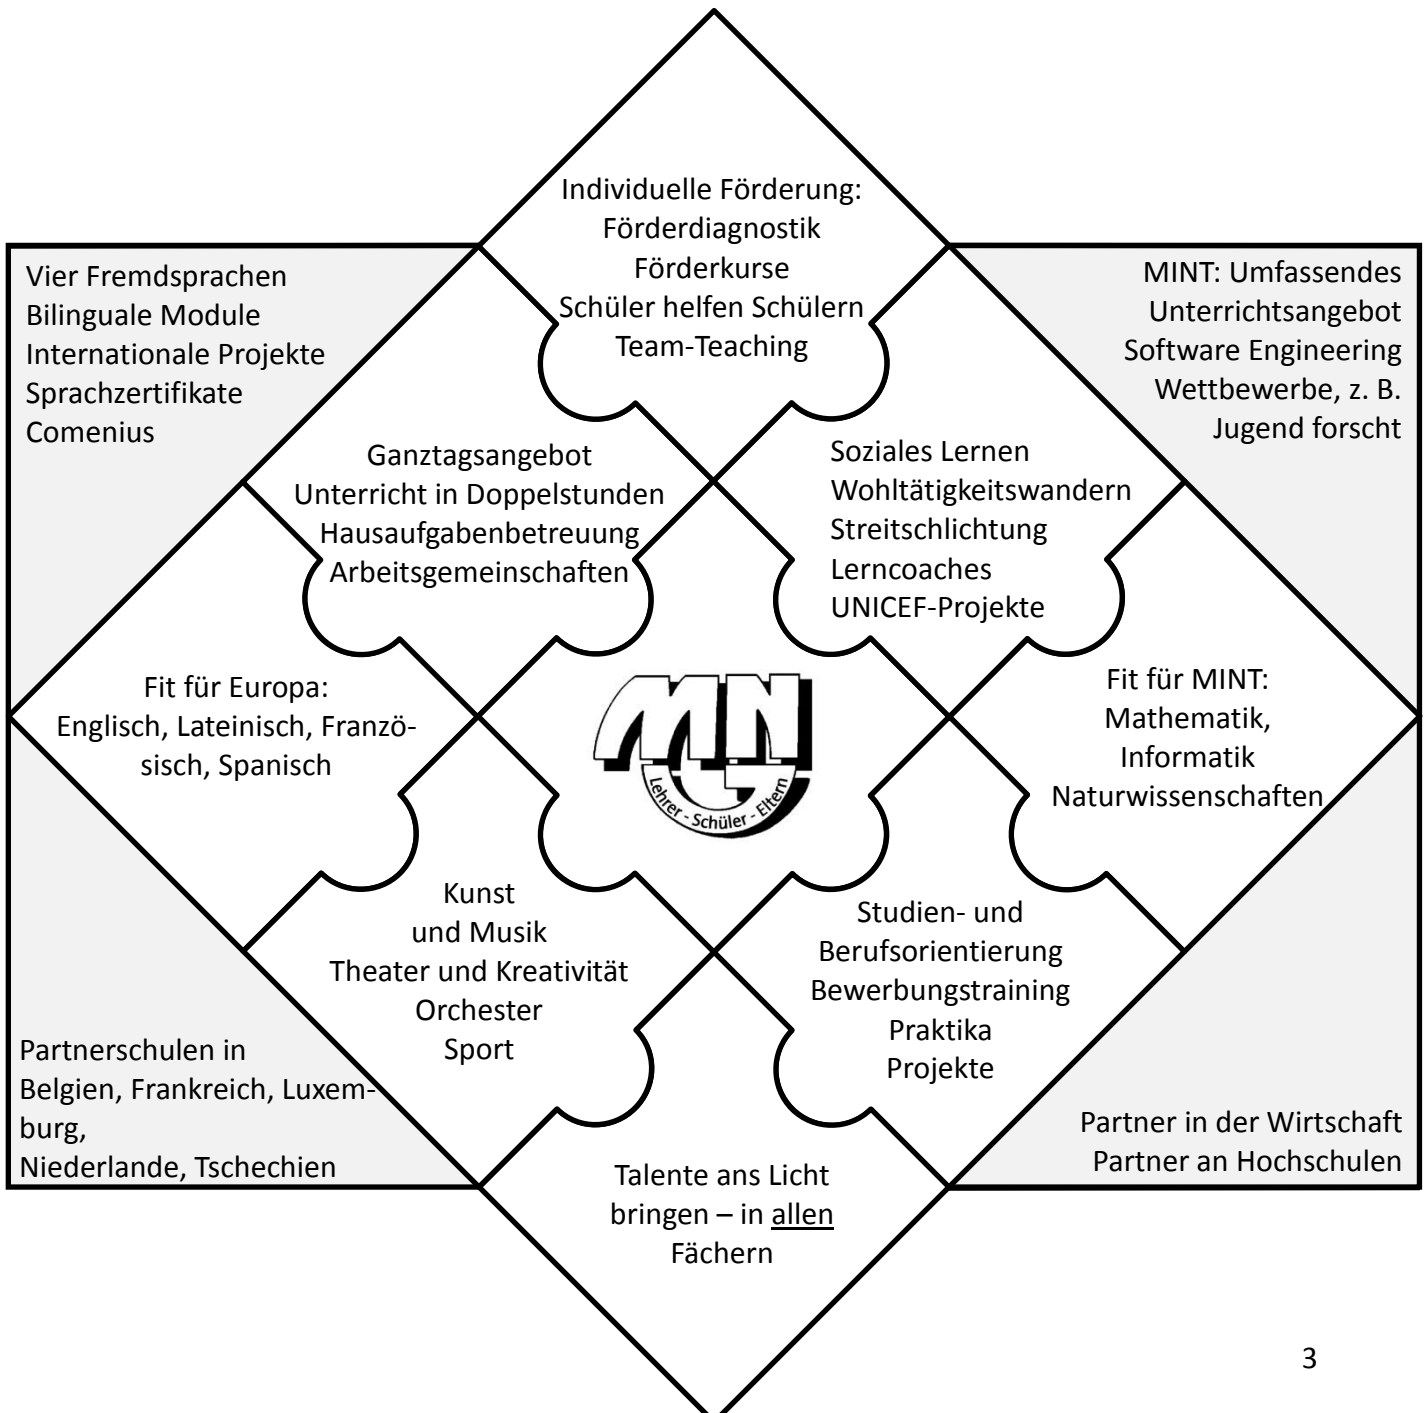 Individuelle Förderung:
Förderdiagnostik
Förderkurse
Schüler helfen Schülern
Team-Teaching
Vier Fremdsprachen
Bilinguale Module
Internationale Projekte
Sprachzertifikate
Comenius
MINT: Umfassendes
Unterrichtsangebot
Software Engineering
Wettbewerbe, z. B.
Jugend forscht
Ganztagsangebot
Unterricht in Doppelstunden
Hausaufgabenbetreuung
Arbeitsgemeinschaften
Soziales Lernen
Wohltätigkeitswandern
Streitschlichtung
Lerncoaches
UNICEF-Projekte
Fit für Europa:
Englisch, Lateinisch, Franzö-
sisch, Spanisch
MNG
Lehrer - Schüler - Eltern
Fit für MINT:
Mathematik,
Informatik
Naturwissenschaften
Kunst
und Musik
Theater und Kreativität
Orchester
Sport
Studien- und
Berufsorientierung
Bewerbungstraining
Praktika
Projekte
Partnerschulen in
Belgien, Frankreich, Luxem-
burg,
Niederlande, Tschechien
Partner in der Wirtschaft
Partner an Hochschulen
Talente ans Licht
bringen – in allen
Fächern
3